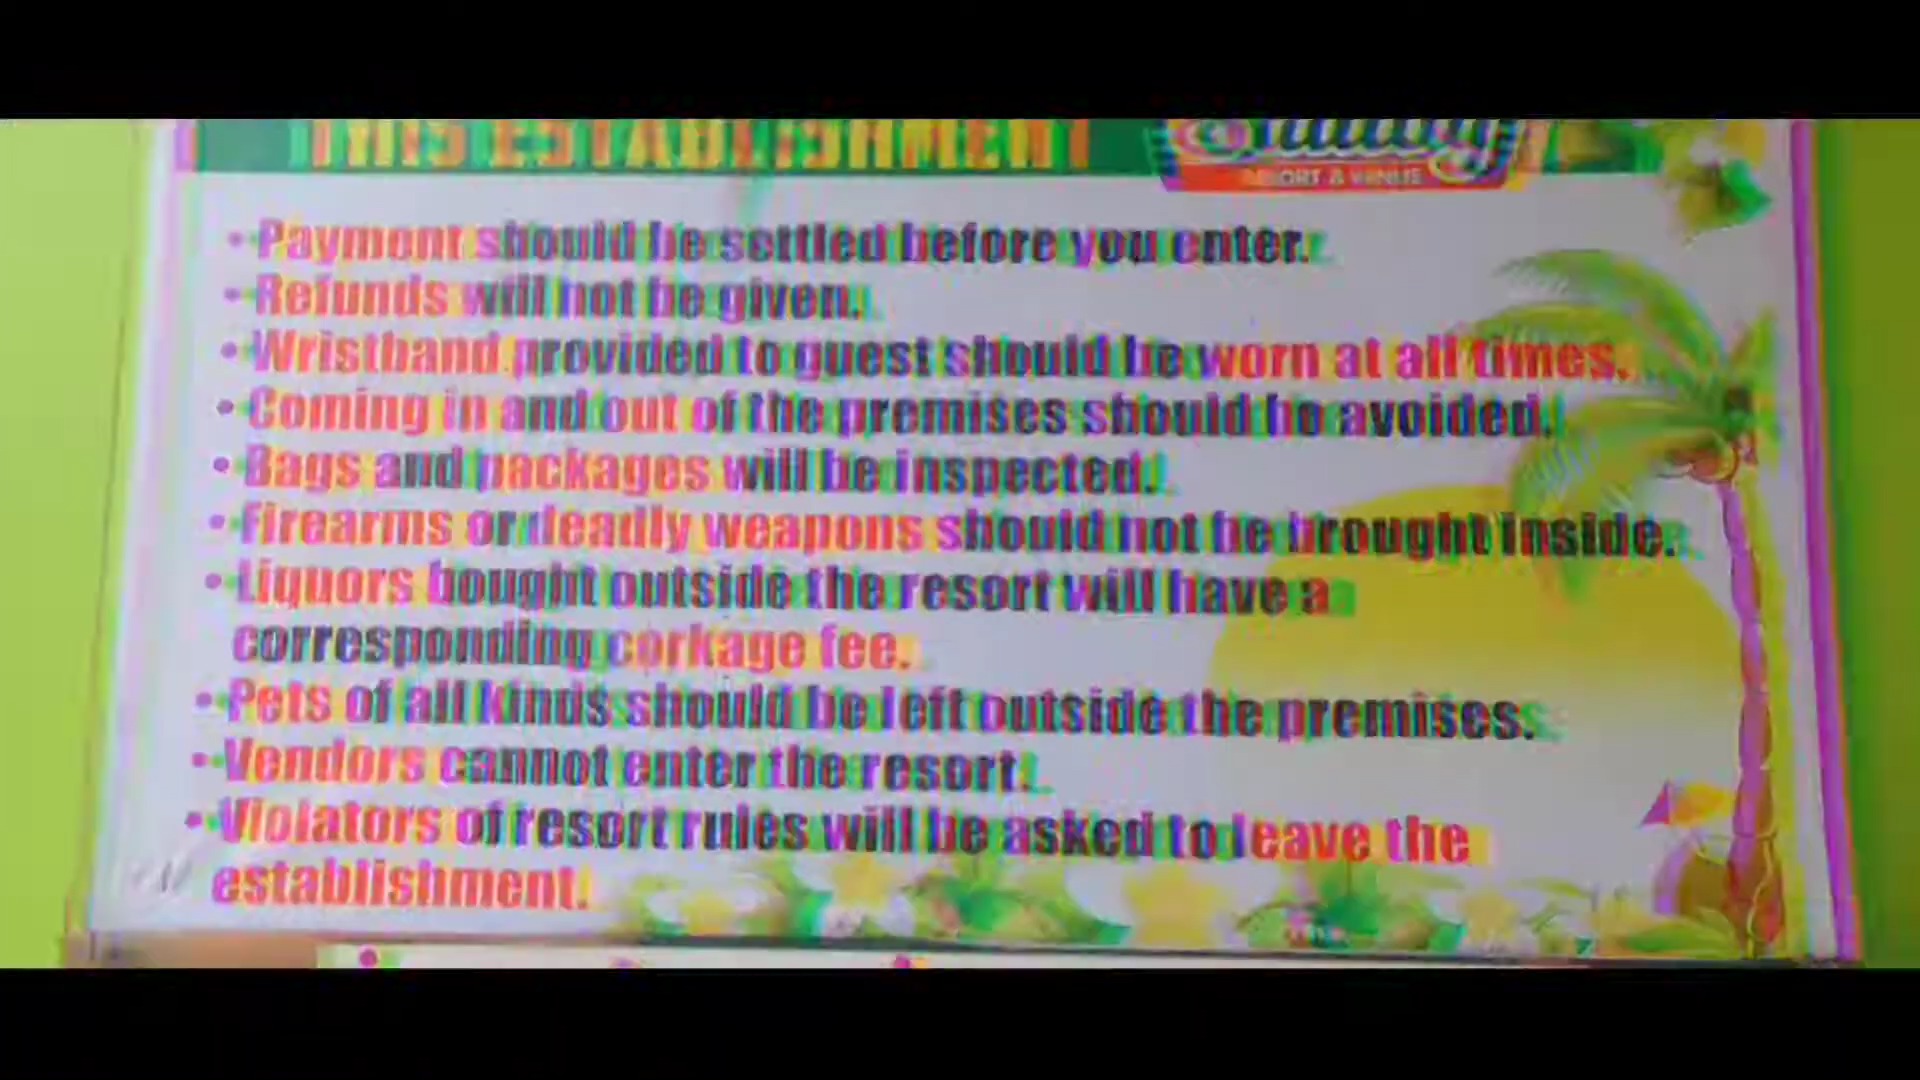 THIS ESTABLISHMENT
RESORT & VENUE
• Payment should be settled before you enter.
• Refunds will not be given.
• Wristband provided to guest should be worn at all times.
• Coming in and out of the premises should be avoided.
• Bags and packages will be inspected.
• Firearms or deadly weapons should not be brought inside.
• Liquors bought outside the resort will have a
corresponding corkage fee.
• Pets of all kinds should be left outside the premises.
• Vendors cannot enter the resort.
• Violators of resort rules will be asked to leave the
establishment.